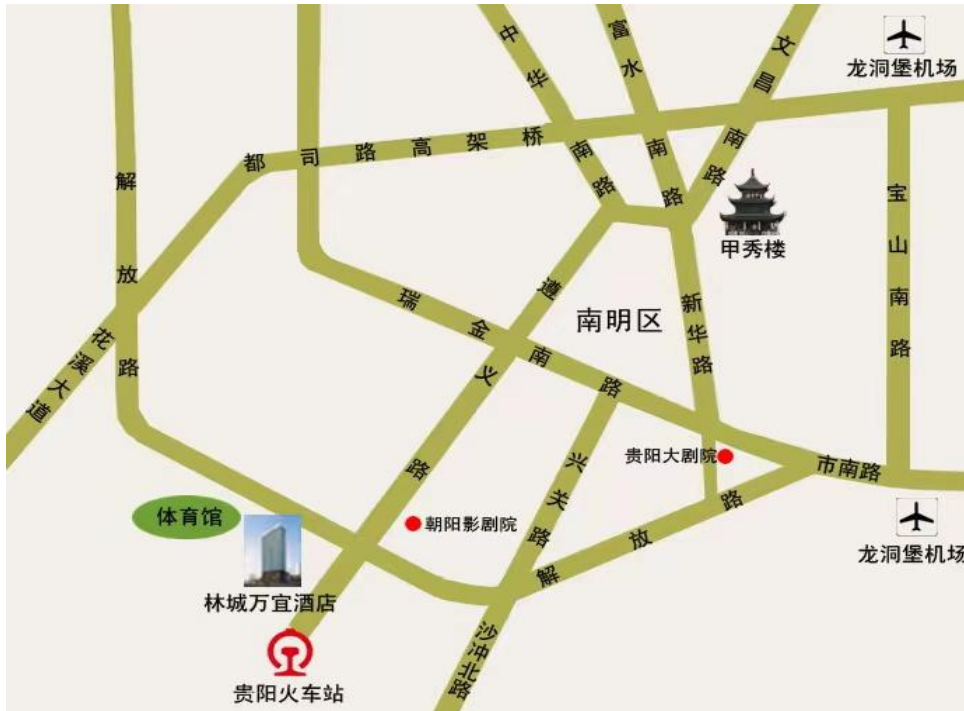 中华南路
富水南路
文昌南路
龙洞堡机场
都司路高架桥
解放路
宝山南路
甲秀楼
遵义路
瑞金南路
南明区
新华路
花溪大道
贵阳大剧院
市南路
兴关路
体育馆
朝阳影剧院
解放路
龙洞堡机场
林城万宜酒店
沙冲北路
贵阳火车站